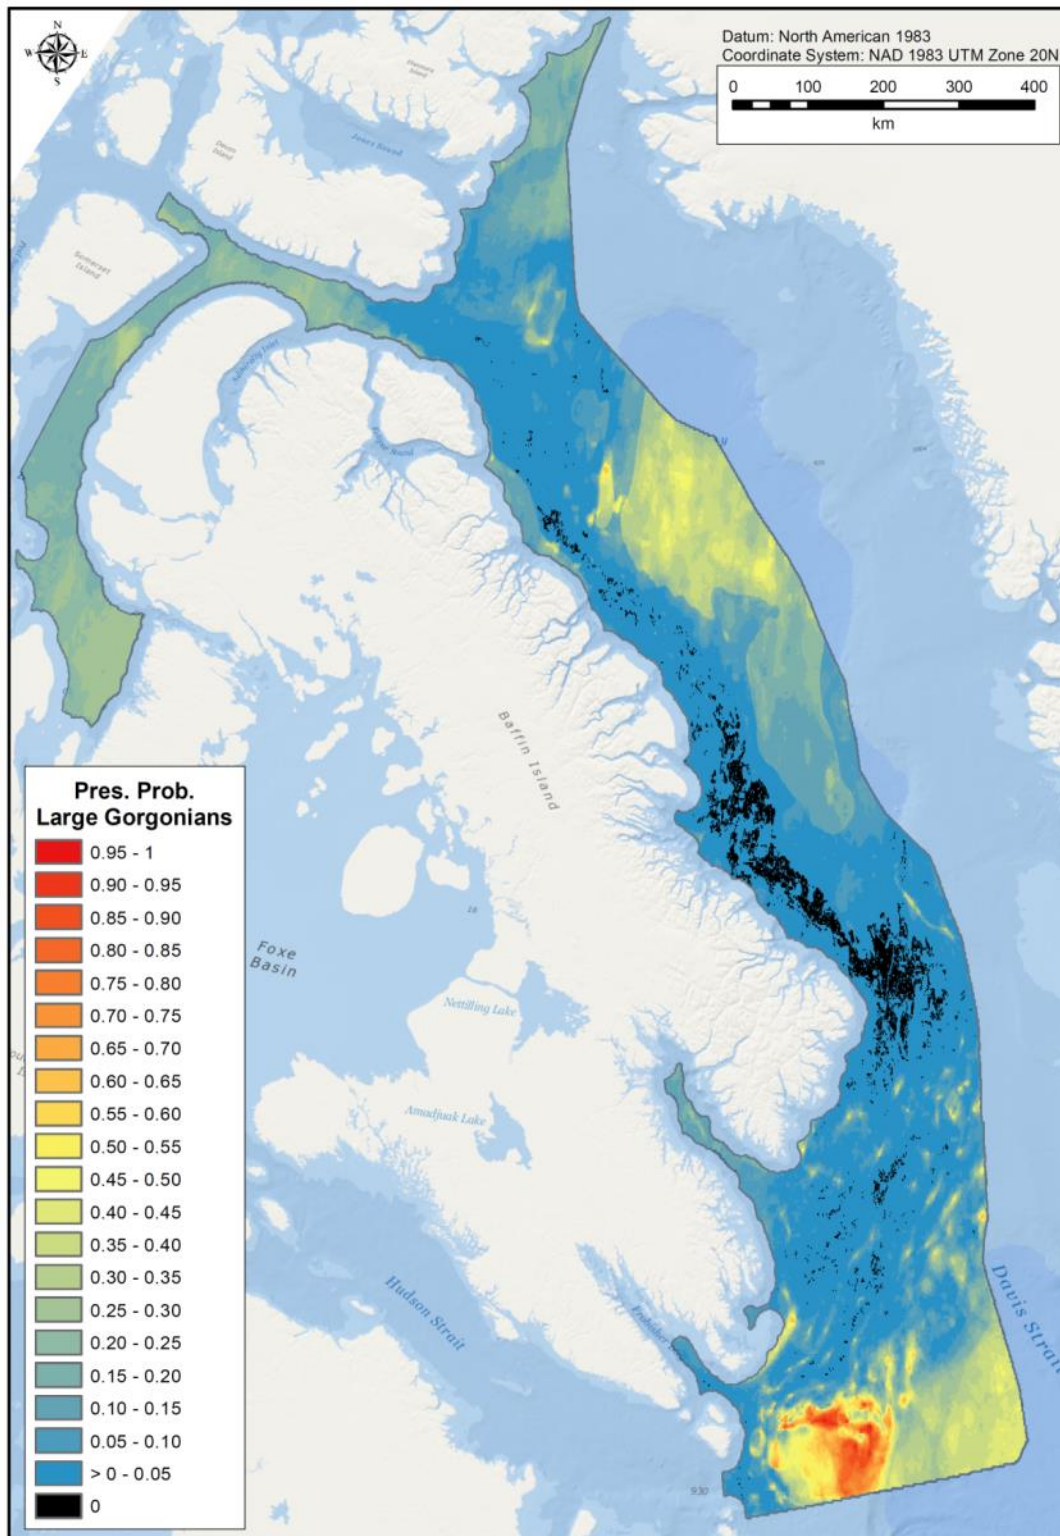 N
W E
S
Datum: North American 1983
Coordinate System: NAD 1983 UTM Zone 20N
0 100 200 300 400
km
Devon
Island
Jones Sound
Somerset
Island
Admiralty Inlet
Sound
Baffin Island
Pres. Prob.
Large Gorgonians
0.95 - 1
0.90 - 0.95
0.85 - 0.90
0.80 - 0.85
0.75 - 0.80
0.70 - 0.75
0.65 - 0.70
0.60 - 0.65
0.55 - 0.60
0.50 - 0.55
0.45 - 0.50
0.40 - 0.45
0.35 - 0.40
0.30 - 0.35
0.25 - 0.30
0.20 - 0.25
0.15 - 0.20
0.10 - 0.15
0.05 - 0.10
> 0 - 0.05
0
Foxe
Basin
Nettilling Lake
Amadjuak Lake
Hudson Strait
Frobisher
Davis Strait
930